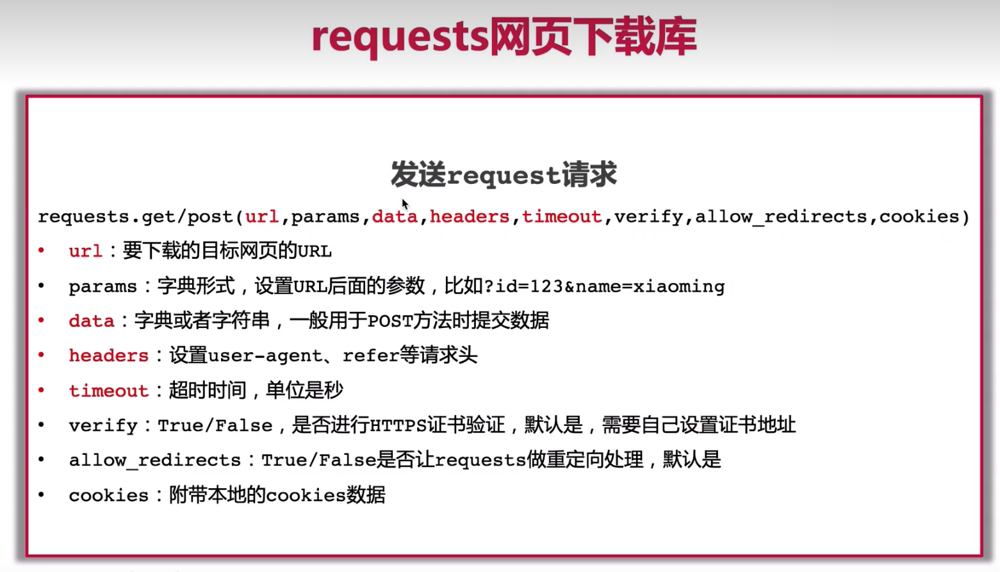 requests网页下载库
发送request请求
requests.get/post(url,params,data,headers,timeout,verify,allow_redirects,cookies)
• url：要下载的目标网页的URL
• params：字典形式，设置URL后面的参数，比如?id=123&name=xiaoming
• data：字典或者字符串，一般用于POST方法时提交数据
• headers：设置user-agent、refer等请求头
• timeout：超时时间，单位是秒
• verify：True/False，是否进行HTTPS证书验证，默认是，需要自己设置证书地址
• allow_redirects：True/False是否让requests做重定向处理，默认是
• cookies：附带本地的cookies数据